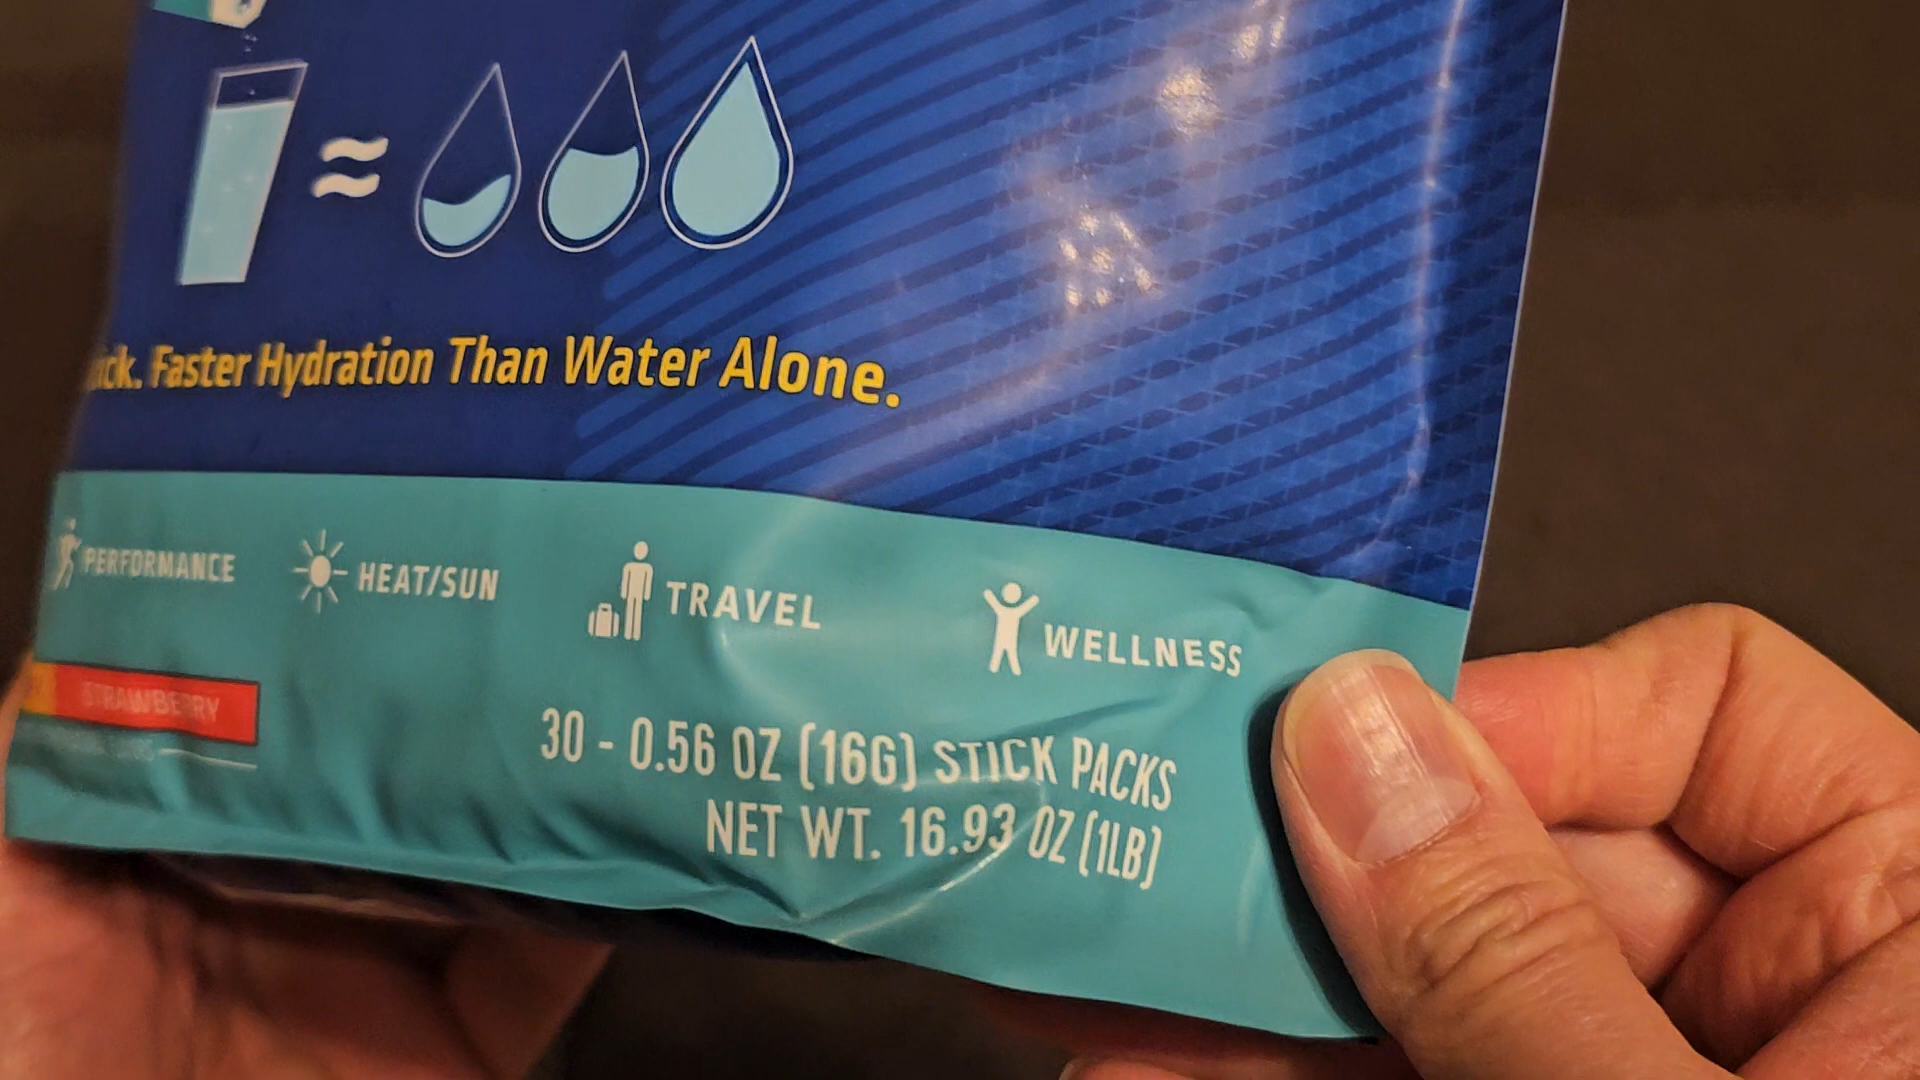 Faster Hydration Than Water Alone.
PERFORMANCE
HEAT/SUN
TRAVEL
WELLNESS
STRAWBERRY
30 - 0.56 OZ (16G) STICK PACKS
NET WT. 16.93 OZ (1LB)